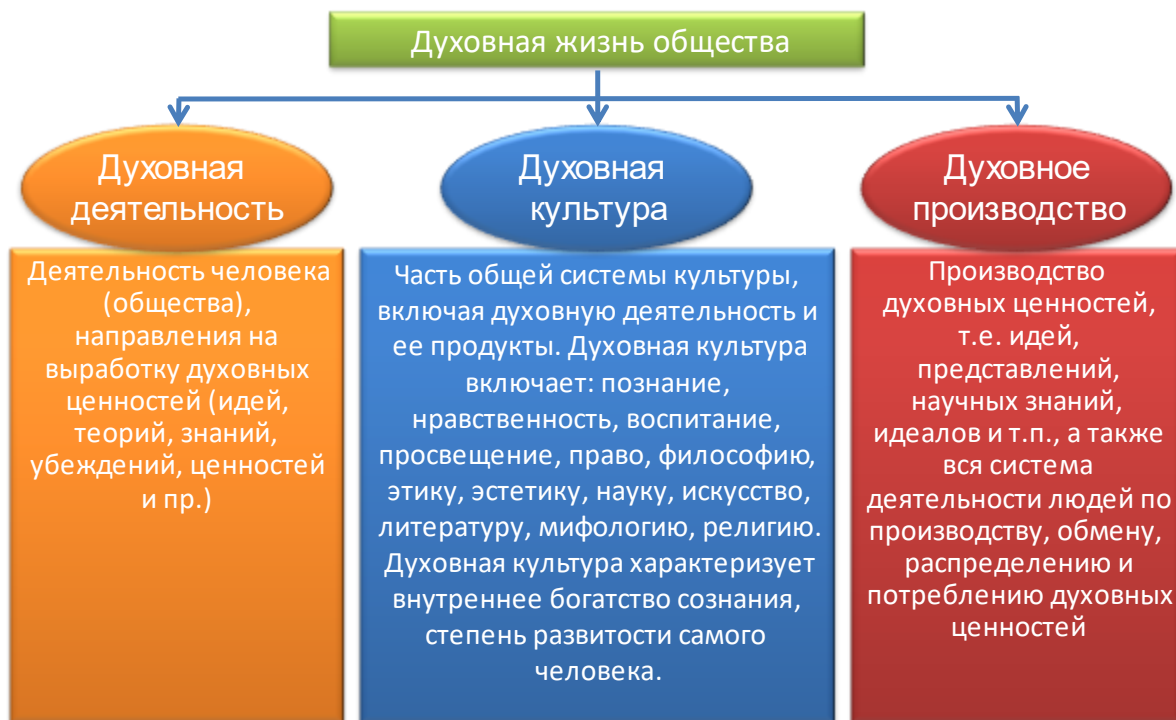 Духовная жизнь общества
Духовная
деятельность
Духовная
культура
Духовное
производство
Деятельность человека
(общества),
направления на
выработку духовных
ценностей (идей,
теорий, знаний,
убеждений, ценностей
и пр.)
Часть общей системы культуры,
включая духовную деятельность и
ее продукты. Духовная культура
включает: познание,
нравственность, воспитание,
просвещение, право, философию,
этику, эстетику, науку, искусство,
литературу, мифологию, религию.
Духовная культура характеризует
внутреннее богатство сознания,
степень развитости самого
человека.
Производство
духовных ценностей,
т.е. идей,
представлений,
научных знаний,
идеалов и т.п., а также
вся система
деятельности людей по
производству, обмену,
распределению и
потреблению духовных
ценностей